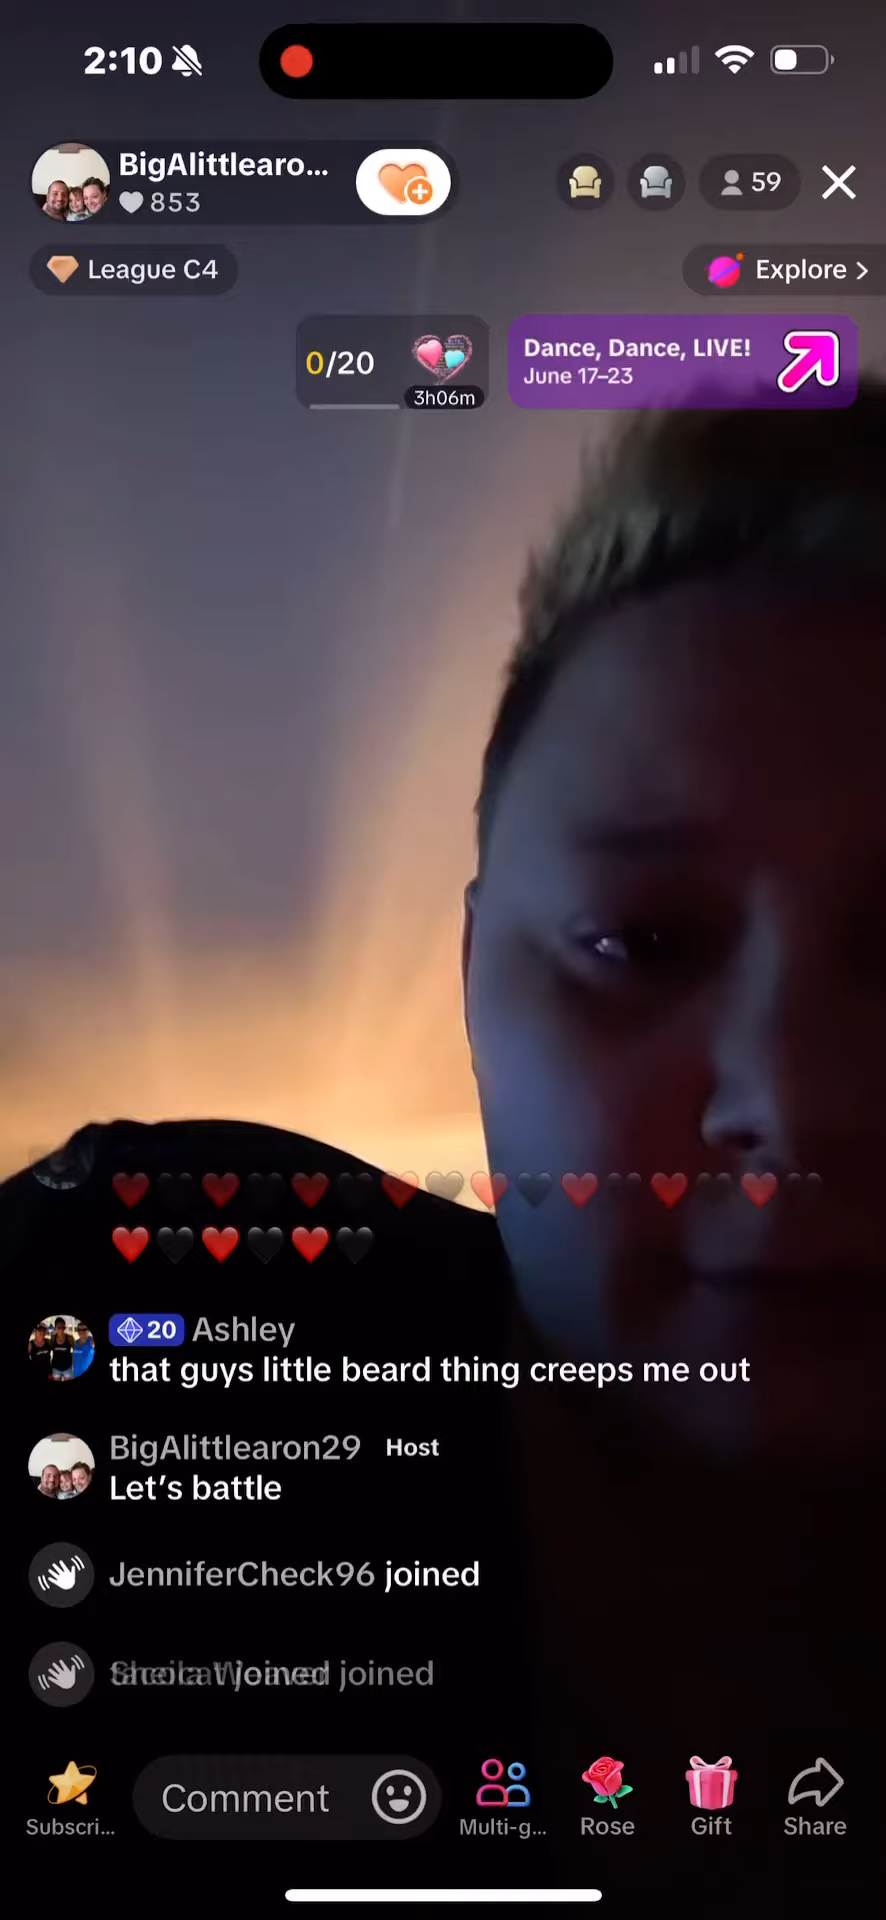 2:10
BigAlittlearo...
853
59
League C4
Explore >
0/20
3h06m
Dance, Dance, LIVE!
June 17–23
20 Ashley
that guys little beard thing creeps me out
BigAlittlearon29 Host
Let's battle
JenniferCheck96 joined
joined
Comment
Subscri...
Multi-g...
Rose
Gift
Share